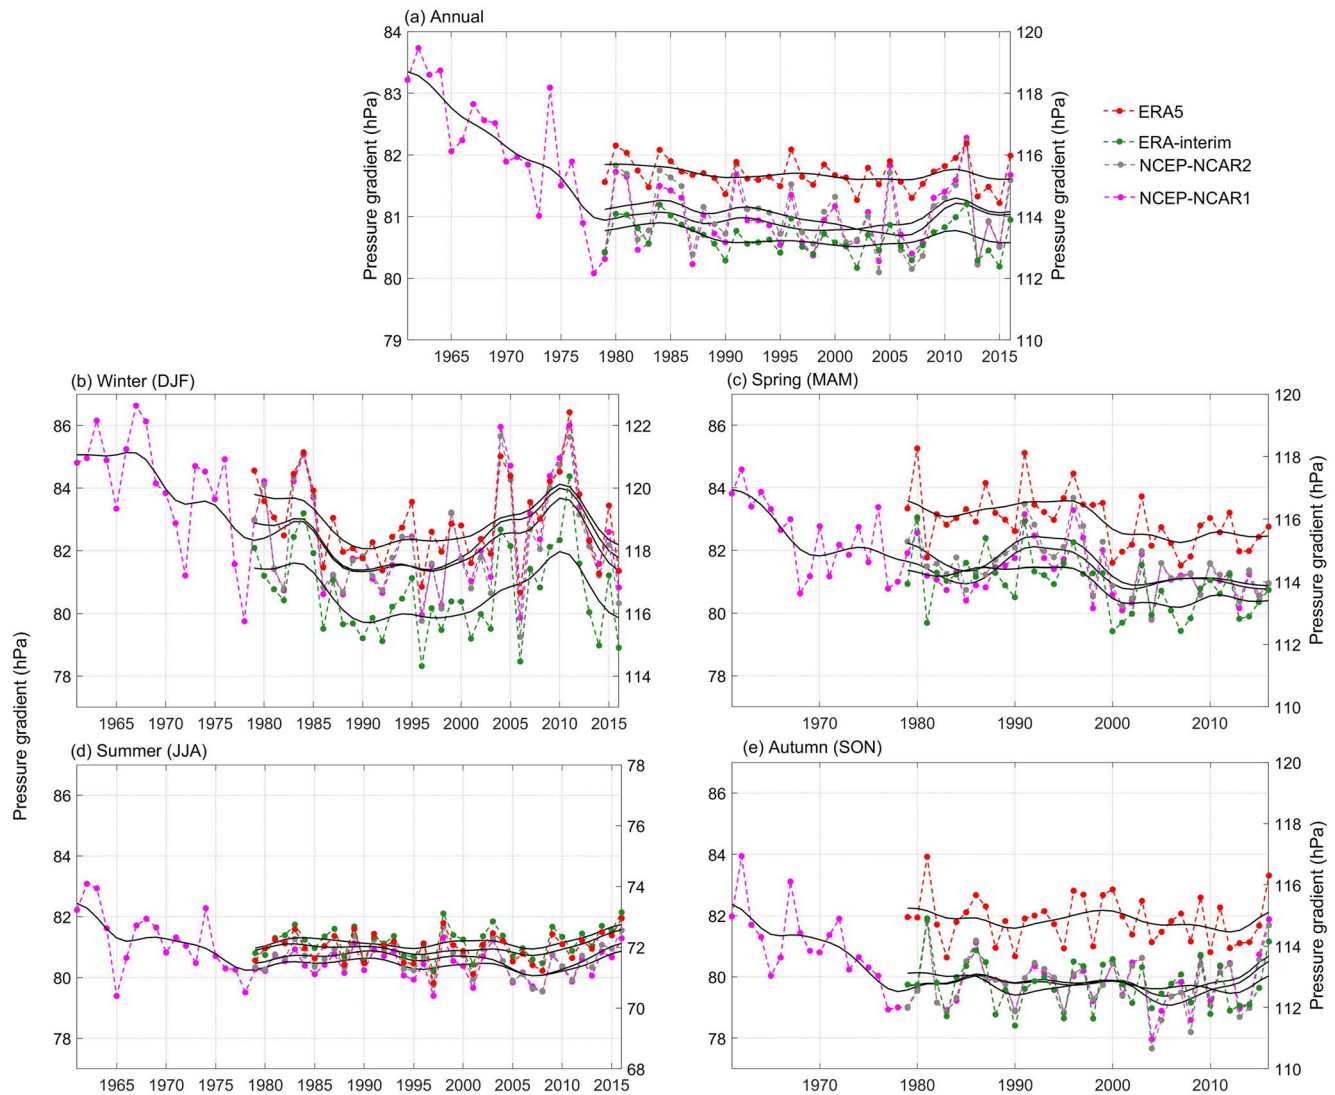 (a) Annual
84
83
82
81
80
79
Pressure gradient (hPa)
120
118
116
114
112
110
Pressure gradient (hPa)
1965 1970 1975 1980 1985 1990 1995 2000 2005 2010 2015
ERA5
ERA-interim
NCEP-NCAR2
NCEP-NCAR1
(b) Winter (DJF)
86
84
82
80
78
122
120
118
116
114
1965 1970 1975 1980 1985 1990 1995 2000 2005 2010 2015
(c) Spring (MAM)
86
84
82
80
78
120
118
116
114
112
110
Pressure gradient (hPa)
1970 1980 1990 2000 2010
Pressure gradient (hPa)
(d) Summer (JJA)
86
84
82
80
78
78
76
74
72
70
68
1965 1970 1975 1980 1985 1990 1995 2000 2005 2010 2015
(e) Autumn (SON)
86
84
82
80
78
120
118
116
114
112
110
Pressure gradient (hPa)
1970 1980 1990 2000 2010